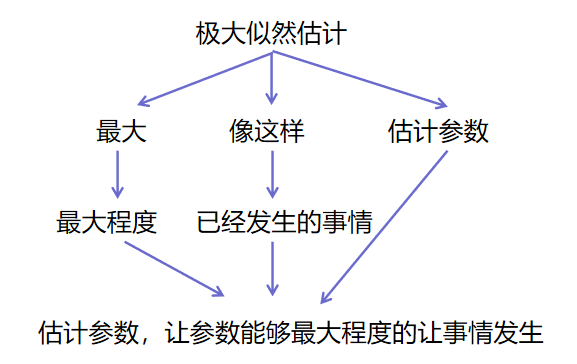 极大似然估计
最大
像这样
估计参数
最大程度
已经发生的事情
估计参数，让参数能够最大程度的让事情发生